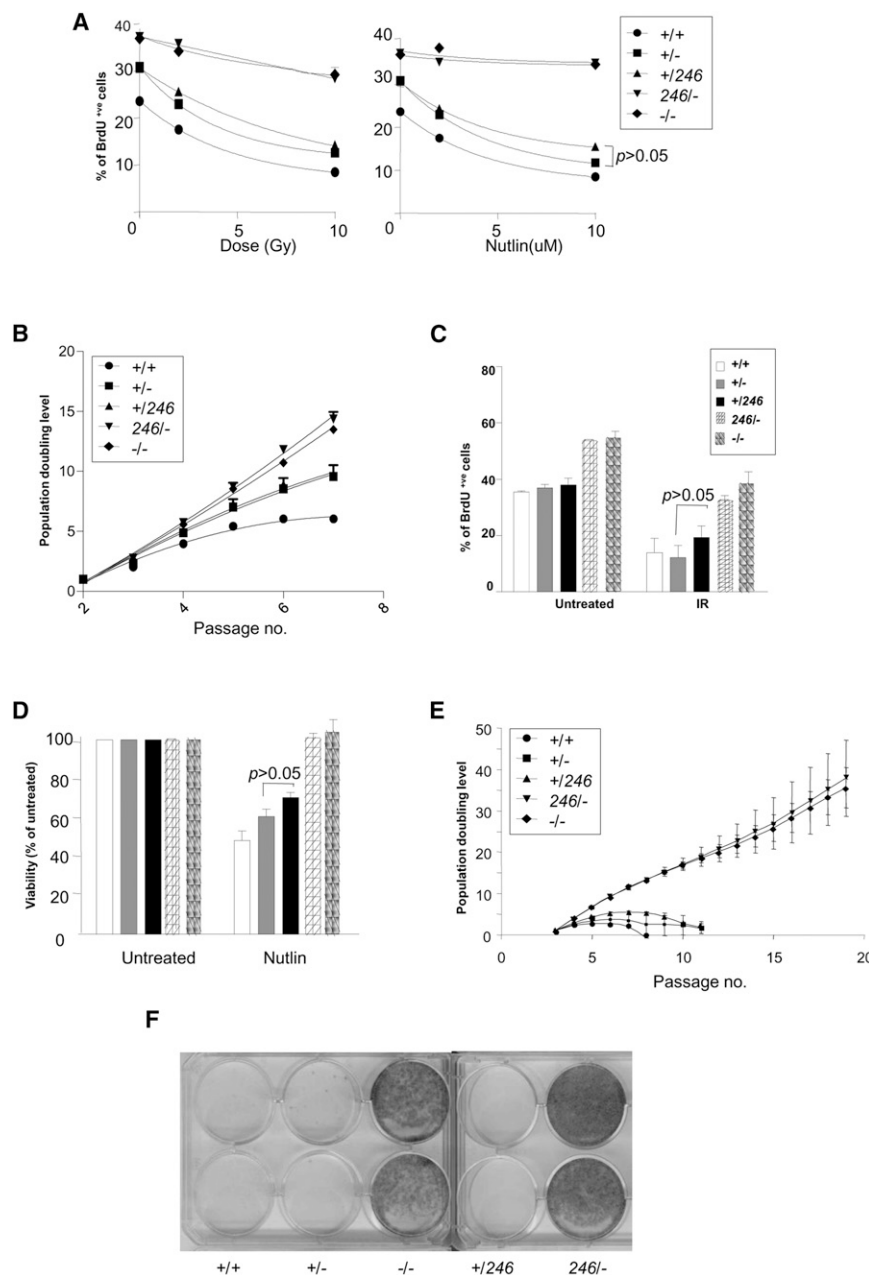 A
40
30
20
10
0
% of BrdU +ve cells
0
5
10
Dose (Gy)
40
30
20
10
0
0
5
10
Nutlin(uM)
p>0.05
+/+
+/-
+/246
246/-
-/-
B
20
15
10
5
0
Population doubling level
2
4
6
8
Passage no.
+/+
+/-
+/246
246/-
-/-
C
80
60
40
20
0
% of BrdU +ve cells
p>0.05
Untreated
IR
+/+
+/-
+/246
246/-
-/-
D
100
80
60
40
20
0
Viability (% of untreated)
p>0.05
Untreated
Nutlin
E
50
40
30
20
10
0
Population doubling level
0
5
10
15
20
Passage no.
+/+
+/-
+/246
246/-
-/-
F
+/+ +/- -/- +/246 246/-